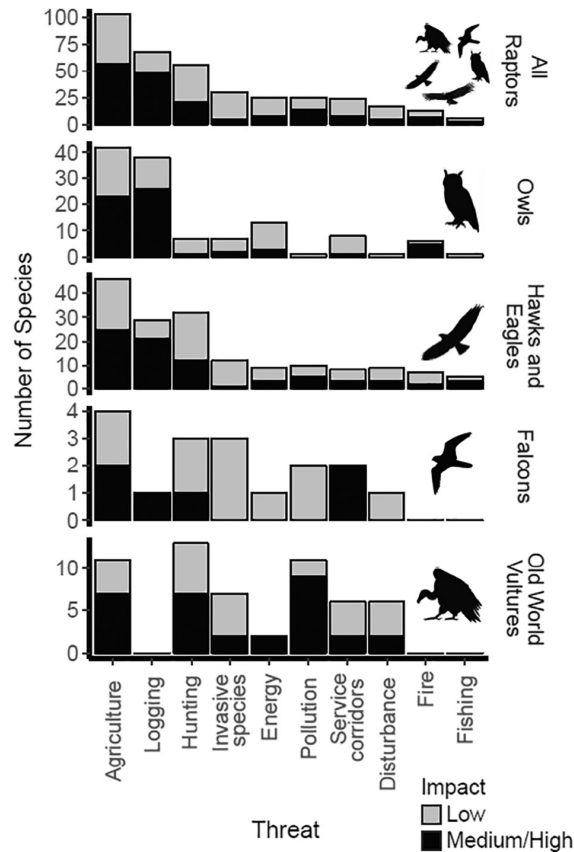 Number of Species
100
75
50
25
0
All
Raptors
40
30
20
10
0
Owls
40
30
20
10
0
Hawks and
Eagles
4
3
2
1
0
Falcons
10
5
0
Old World
Vultures
Agriculture
Logging
Hunting
Invasive
species
Energy
Pollution
Service
corridors
Disturbance
Fire
Fishing
Threat
Impact
Low
Medium/High